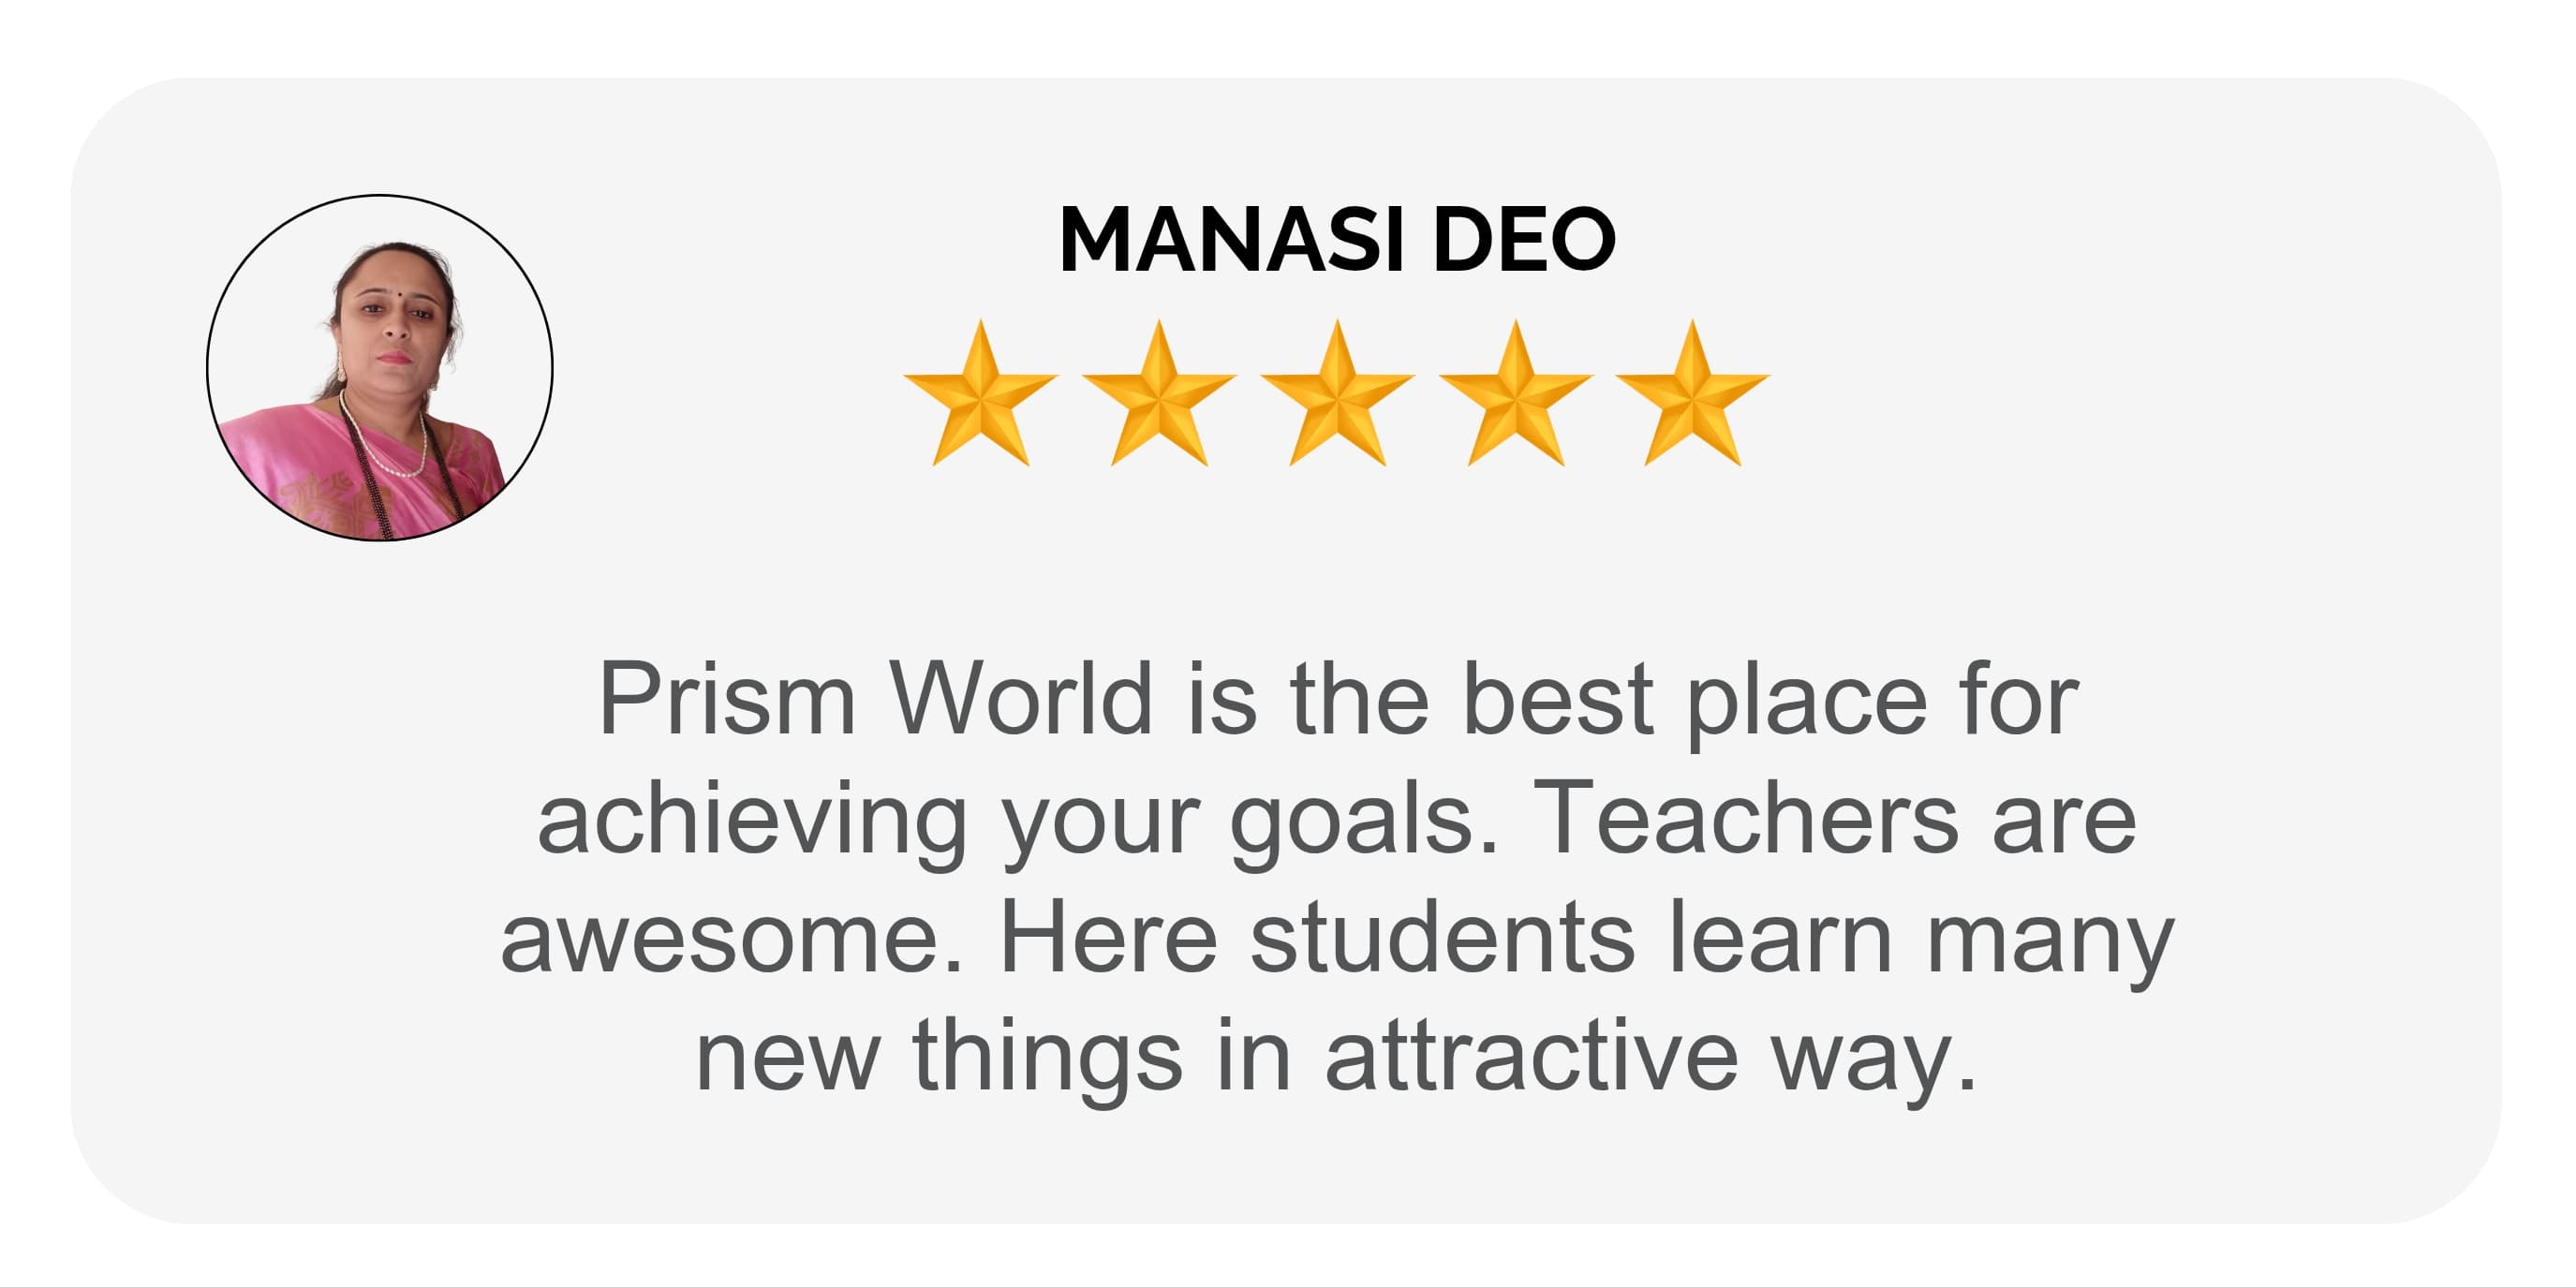 MANASI DEO
Prism World is the best place for
achieving your goals. Teachers are
awesome. Here students learn many
new things in attractive way.